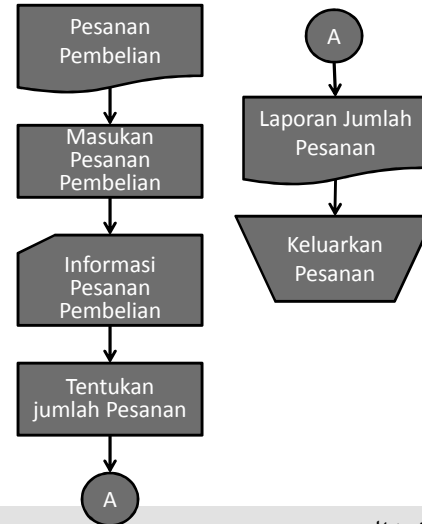 Pesanan
Pembelian
Masukan
Pesanan
Pembelian
Informasi
Pesanan
Pembelian
Tentukan
jumlah Pesanan
A
A
Laporan Jumlah
Pesanan
Keluarkan
Pesanan